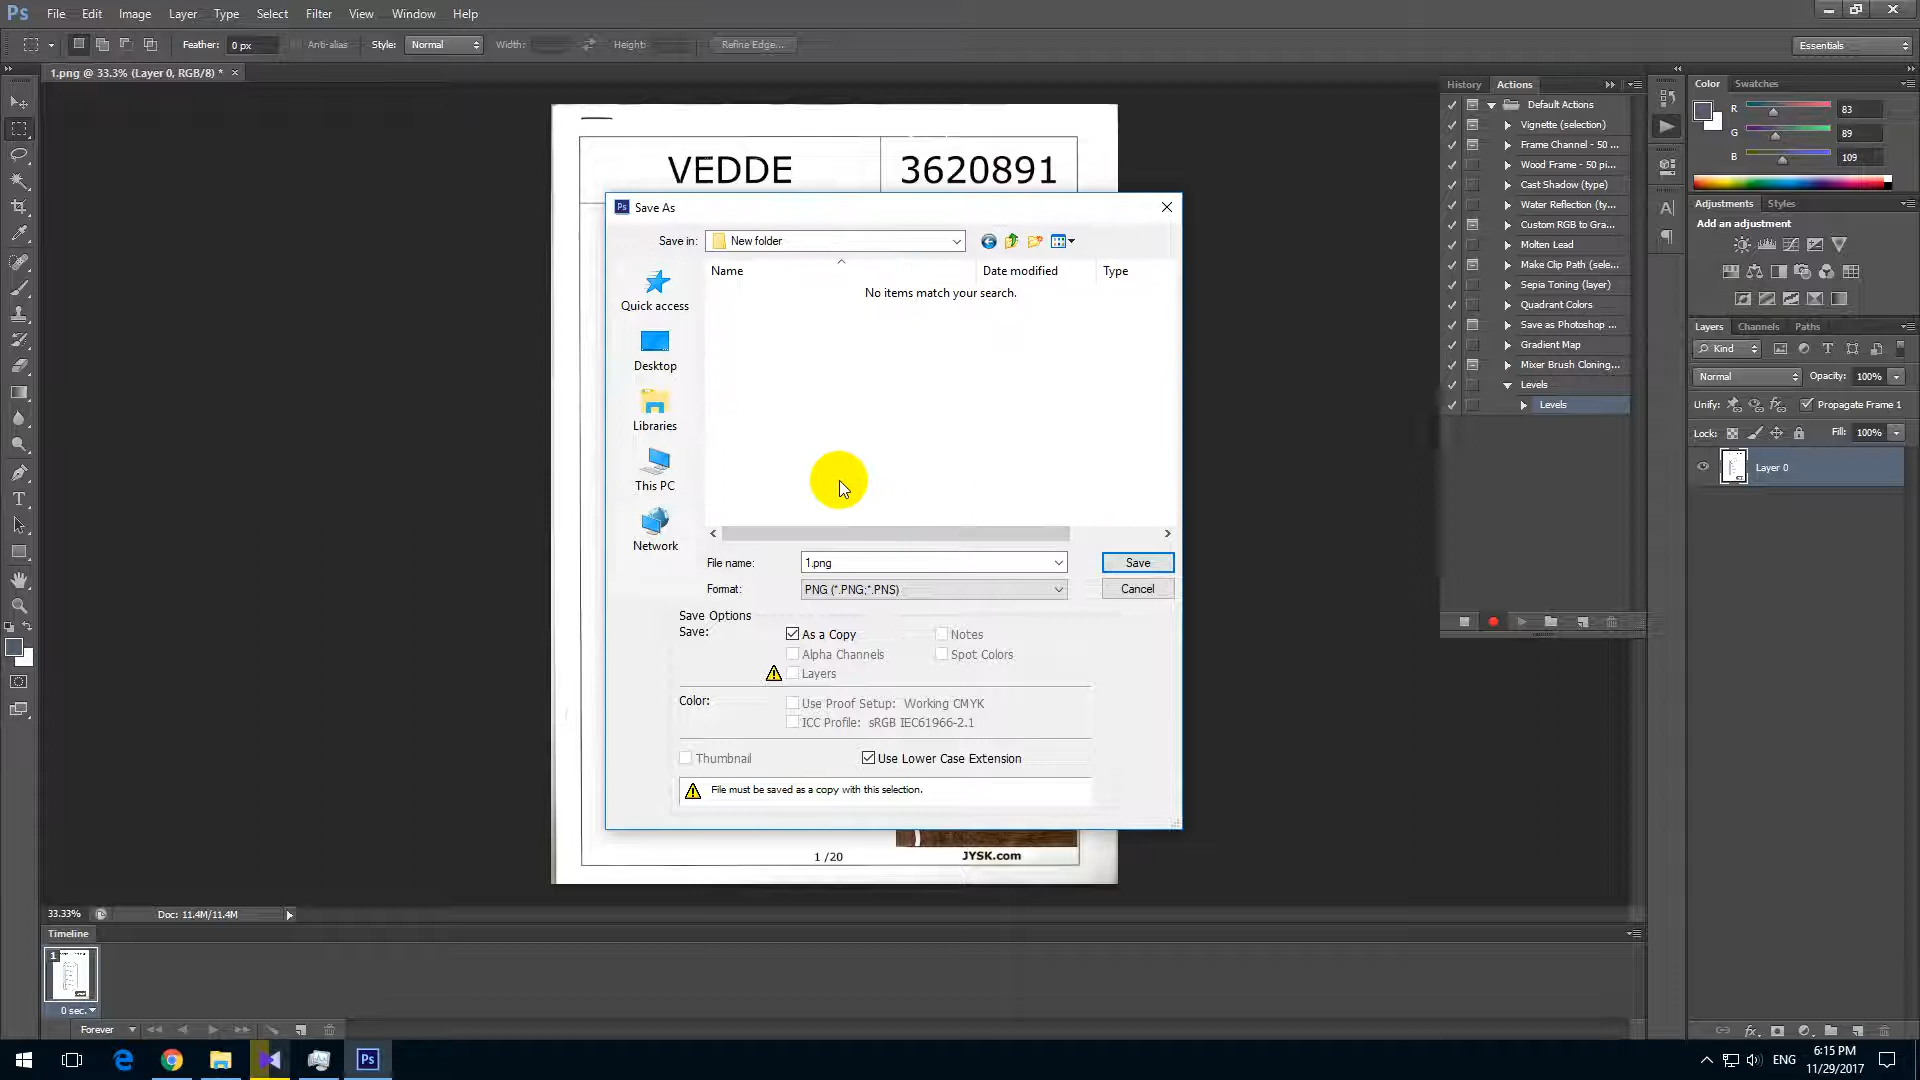 Ps File Edit Image Layer Type Select Filter View Window Help
Feather: 0 px Anti-alias Style: Normal Width: Height: Refine Edge... Essentials
1.png @ 33.3% (Layer 0, RGB/8) *
VEDDE 3620891
Ps Save As
Save in: New folder
Name Date modified Type
No items match your search.
Quick access
Desktop
Libraries
This PC
Network
File name: 1.png Save
Format: PNG (*.PNG;*.PNS) Cancel
Save Options
Save: As a Copy Notes
Alpha Channels Spot Colors
Layers
Color: Use Proof Setup: Working CMYK
ICC Profile: sRGB IEC61966-2.1
Thumbnail Use Lower Case Extension
File must be saved as a copy with this selection.
1 /20 JYSK.com
History Actions
Default Actions
Vignette (selection)
Frame Channel - 50 ...
Wood Frame - 50 pi...
Cast Shadow (type)
Water Reflection (ty...
Custom RGB to Gra...
Molten Lead
Make Clip Path (sele...
Sepia Toning (layer)
Quadrant Colors
Save as Photoshop ...
Gradient Map
Mixer Brush Cloning...
Levels
Levels
Color Swatches
R 83
G 89
B 109
Adjustments Styles
Add an adjustment
Layers Channels Paths
Kind
Normal Opacity: 100%
Unify: Propagate Frame 1
Lock: Fill: 100%
Layer 0
33.33% Doc: 11.4M/11.4M
Timeline
1
0 sec.
Forever
Ps
ENG
6:15 PM
11/29/2017